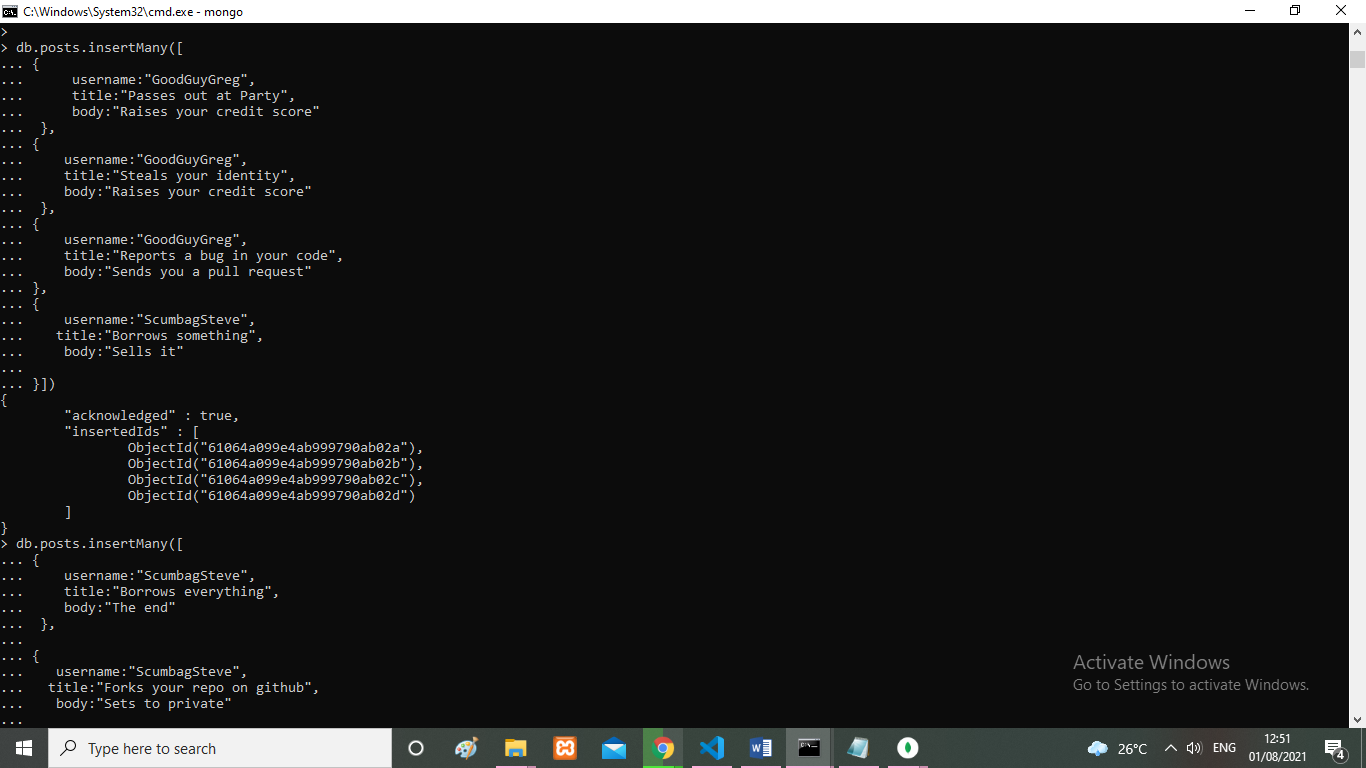 C:\Windows\System32\cmd.exe - mongo
>
> db.posts.insertMany([
... {
...      username:"GoodGuyGreg",
...      title:"Passes out at Party",
...      body:"Raises your credit score"
...  },
... {
...     username:"GoodGuyGreg",
...     title:"Steals your identity",
...     body:"Raises your credit score"
...  },
... {
...     username:"GoodGuyGreg",
...     title:"Reports a bug in your code",
...     body:"Sends you a pull request"
... },
... {
...     username:"ScumbagSteve",
...    title:"Borrows something",
...     body:"Sells it"
...
... }])
{
        "acknowledged" : true,
        "insertedIds" : [
                ObjectId("61064a099e4ab999790ab02a"),
                ObjectId("61064a099e4ab999790ab02b"),
                ObjectId("61064a099e4ab999790ab02c"),
                ObjectId("61064a099e4ab999790ab02d")
        ]
}
> db.posts.insertMany([
... {
...     username:"ScumbagSteve",
...     title:"Borrows everything",
...     body:"The end"
...  },
...
... {
...    username:"ScumbagSteve",
...   title:"Forks your repo on github",
...    body:"Sets to private"
...
Activate Windows
Go to Settings to activate Windows.
Type here to search
26°C
ENG
12:51
01/08/2021
4